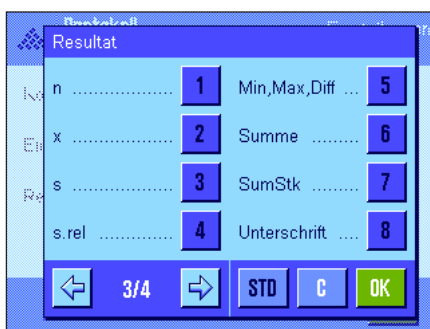 Protokoll
Resultat
n ................... 1
x ................... 2
s ................... 3
s.rel ............... 4
Min,Max,Diff ... 5
Summe ......... 6
SumStk ......... 7
Unterschrift .... 8
3/4
STD
C
OK